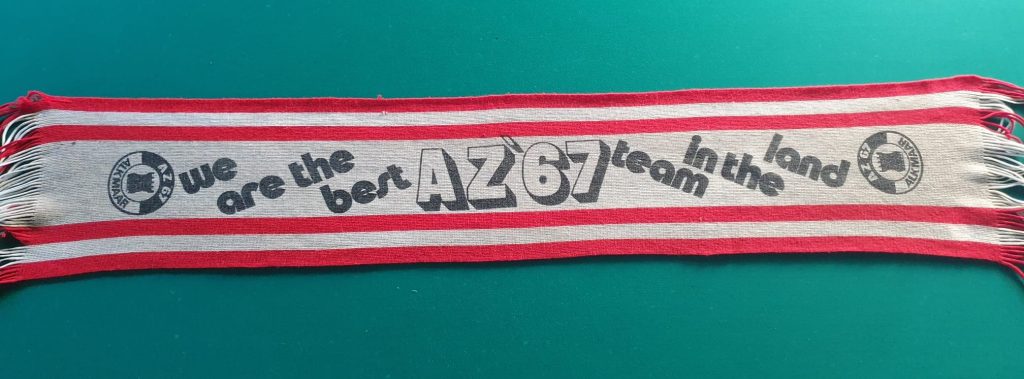 AZ 67
ALKMAAR
we are the best AZ'67 team in the land
AZ 67
ALKMAAR